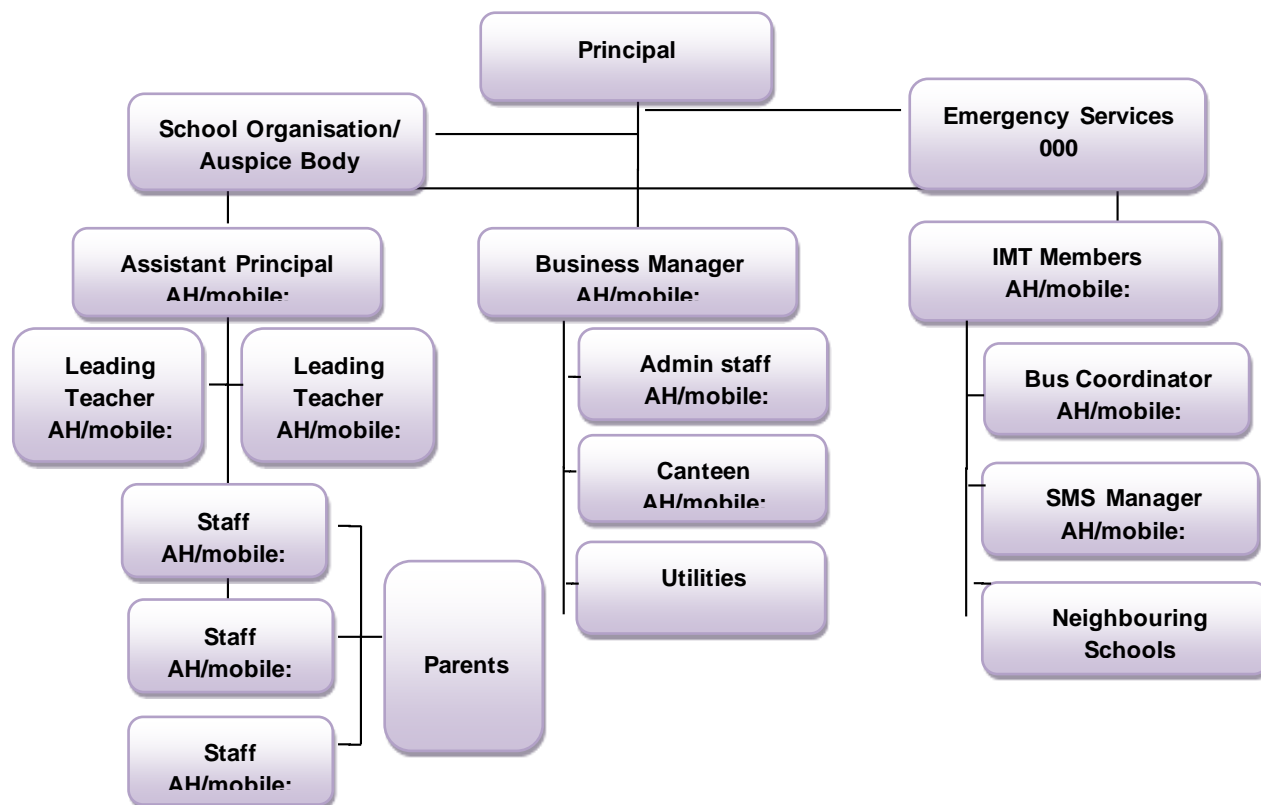 Principal
School Organisation/
Auspice Body
Emergency Services
000
Assistant Principal
AH/mobile:
Business Manager
AH/mobile:
IMT Members
AH/mobile:
Leading
Teacher
AH/mobile:
Leading
Teacher
AH/mobile:
Admin staff
AH/mobile:
Bus Coordinator
AH/mobile:
Canteen
AH/mobile:
SMS Manager
AH/mobile:
Staff
AH/mobile:
Utilities
Staff
AH/mobile:
Parents
Neighbouring
Schools
Staff
AH/mobile: